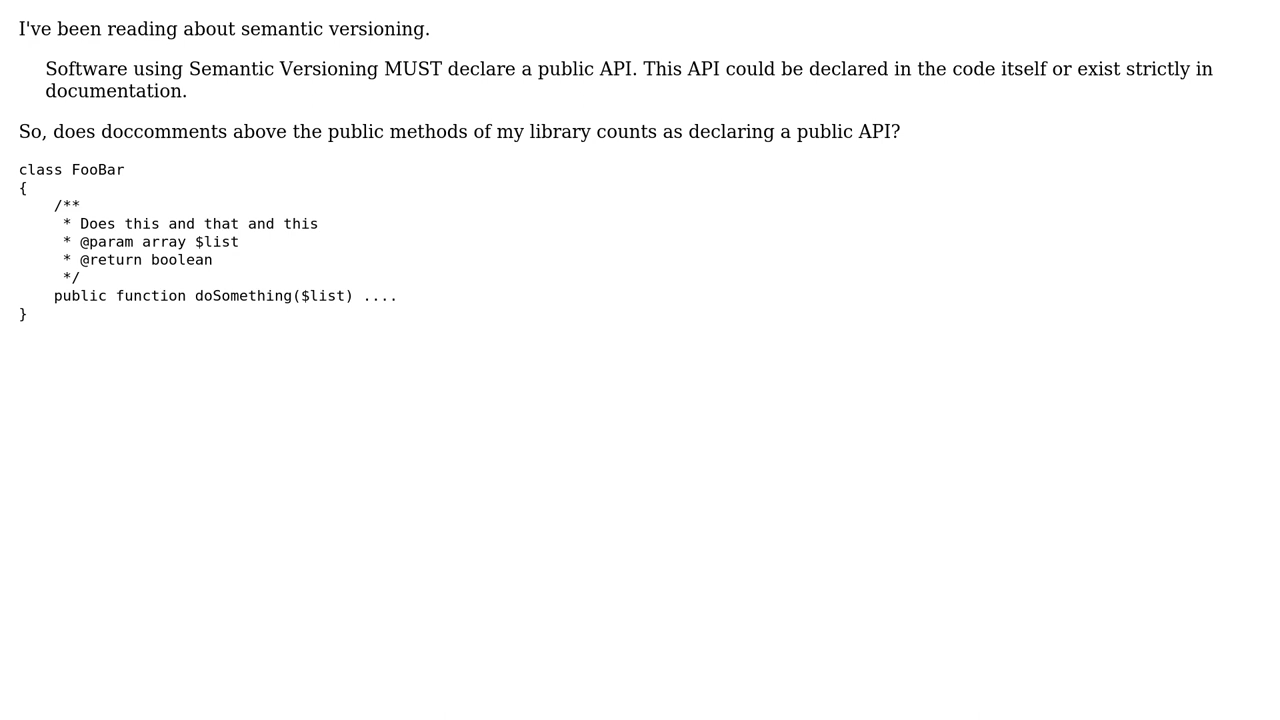 I've been reading about semantic versioning.
Software using Semantic Versioning MUST declare a public API. This API could be declared in the code itself or exist strictly in
documentation.
So, does doccomments above the public methods of my library counts as declaring a public API?
class FooBar
{
    /**
     * Does this and that and this
     * @param array $list
     * @return boolean
     */
    public function doSomething($list) ....
}